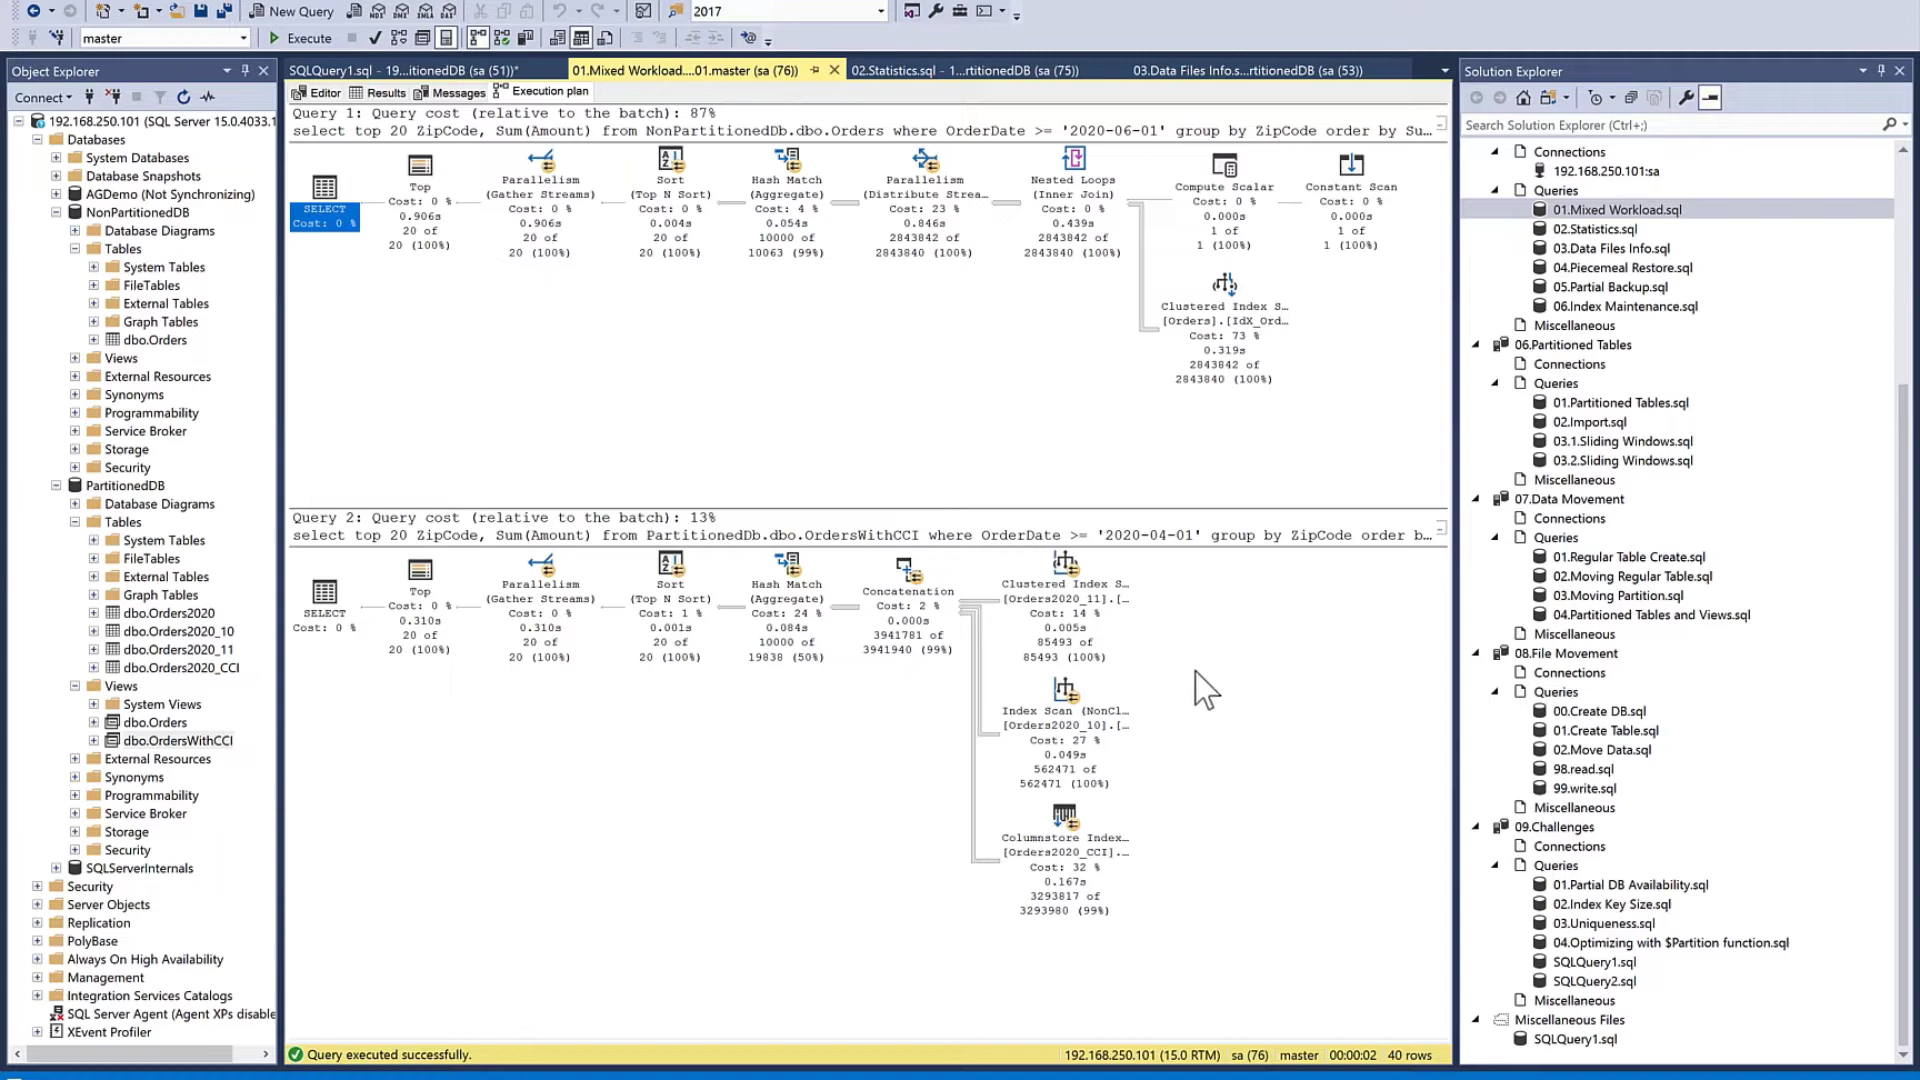 New Query
2017
master
Execute
Object Explorer
Connect
192.168.250.101 (SQL Server 15.0.4033.1
Databases
System Databases
Database Snapshots
AGDemo (Not Synchronizing)
NonPartitionedDB
Database Diagrams
Tables
System Tables
FileTables
External Tables
Graph Tables
dbo.Orders
Views
External Resources
Synonyms
Programmability
Service Broker
Storage
Security
PartitionedDB
Database Diagrams
Tables
System Tables
FileTables
External Tables
Graph Tables
dbo.Orders2020
dbo.Orders2020_10
dbo.Orders2020_11
dbo.Orders2020_CCI
Views
System Views
dbo.Orders
dbo.OrdersWithCCI
External Resources
Synonyms
Programmability
Service Broker
Storage
Security
SQLServerInternals
Security
Server Objects
Replication
PolyBase
Always On High Availability
Management
Integration Services Catalogs
SQL Server Agent (Agent XPs disable
XEvent Profiler
SQLQuery1.sql - 19...itionedDB (sa (51))*
01.Mixed Workload....01.master (sa (76))
02.Statistics.sql - 1...rtitionedDB (sa (75))
03.Data Files Info.s...rtitionedDB (sa (53))
Editor
Results
Messages
Execution plan
Query 1: Query cost (relative to the batch): 87%
select top 20 ZipCode, Sum(Amount) from NonPartitionedDb.dbo.Orders where OrderDate >= '2020-06-01' group by ZipCode order by Su...
SELECT
Cost: 0 %
Top
Cost: 0 %
0.906s
20 of
20 (100%)
Parallelism
(Gather Streams)
Cost: 0 %
0.906s
20 of
20 (100%)
Sort
(Top N Sort)
Cost: 0 %
0.004s
20 of
20 (100%)
Hash Match
(Aggregate)
Cost: 4 %
0.054s
10000 of
10063 (99%)
Parallelism
(Distribute Strea...
Cost: 23 %
0.846s
2843842 of
2843840 (100%)
Nested Loops
(Inner Join)
Cost: 0 %
0.439s
2843842 of
2843840 (100%)
Compute Scalar
Cost: 0 %
0.000s
1 of
1 (100%)
Constant Scan
Cost: 0 %
0.000s
1 of
1 (100%)
Clustered Index S...
[Orders].[IdX_Ord...
Cost: 73 %
0.319s
2843842 of
2843840 (100%)
Query 2: Query cost (relative to the batch): 13%
select top 20 ZipCode, Sum(Amount) from PartitionedDb.dbo.OrdersWithCCI where OrderDate >= '2020-04-01' group by ZipCode order b...
SELECT
Cost: 0 %
Top
Cost: 0 %
0.310s
20 of
20 (100%)
Parallelism
(Gather Streams)
Cost: 0 %
0.310s
20 of
20 (100%)
Sort
(Top N Sort)
Cost: 1 %
0.001s
20 of
20 (100%)
Hash Match
(Aggregate)
Cost: 24 %
0.084s
10000 of
19838 (50%)
Concatenation
Cost: 2 %
0.000s
3941781 of
3941940 (99%)
Clustered Index S...
[Orders2020_11].[...
Cost: 14 %
0.005s
85493 of
85493 (100%)
Index Scan (NonCl...
[Orders2020_10].[...
Cost: 27 %
0.049s
562471 of
562471 (100%)
Columnstore Index...
[Orders2020_CCI]....
Cost: 32 %
0.167s
3293817 of
3293980 (99%)
Query executed successfully.
192.168.250.101 (15.0 RTM)
sa (76)
master
00:00:02
40 rows
Solution Explorer
Search Solution Explorer (Ctrl+;)
Connections
192.168.250.101:sa
Queries
01.Mixed Workload.sql
02.Statistics.sql
03.Data Files Info.sql
04.Piecemeal Restore.sql
05.Partial Backup.sql
06.Index Maintenance.sql
Miscellaneous
06.Partitioned Tables
Connections
Queries
01.Partitioned Tables.sql
02.Import.sql
03.1.Sliding Windows.sql
03.2.Sliding Windows.sql
Miscellaneous
07.Data Movement
Connections
Queries
01.Regular Table Create.sql
02.Moving Regular Table.sql
03.Moving Partition.sql
04.Partitioned Tables and Views.sql
Miscellaneous
08.File Movement
Connections
Queries
00.Create DB.sql
01.Create Table.sql
02.Move Data.sql
98.read.sql
99.write.sql
Miscellaneous
09.Challenges
Connections
Queries
01.Partial DB Availability.sql
02.Index Key Size.sql
03.Uniqueness.sql
04.Optimizing with $Partition function.sql
SQLQuery1.sql
SQLQuery2.sql
Miscellaneous
Miscellaneous Files
SQLQuery1.sql